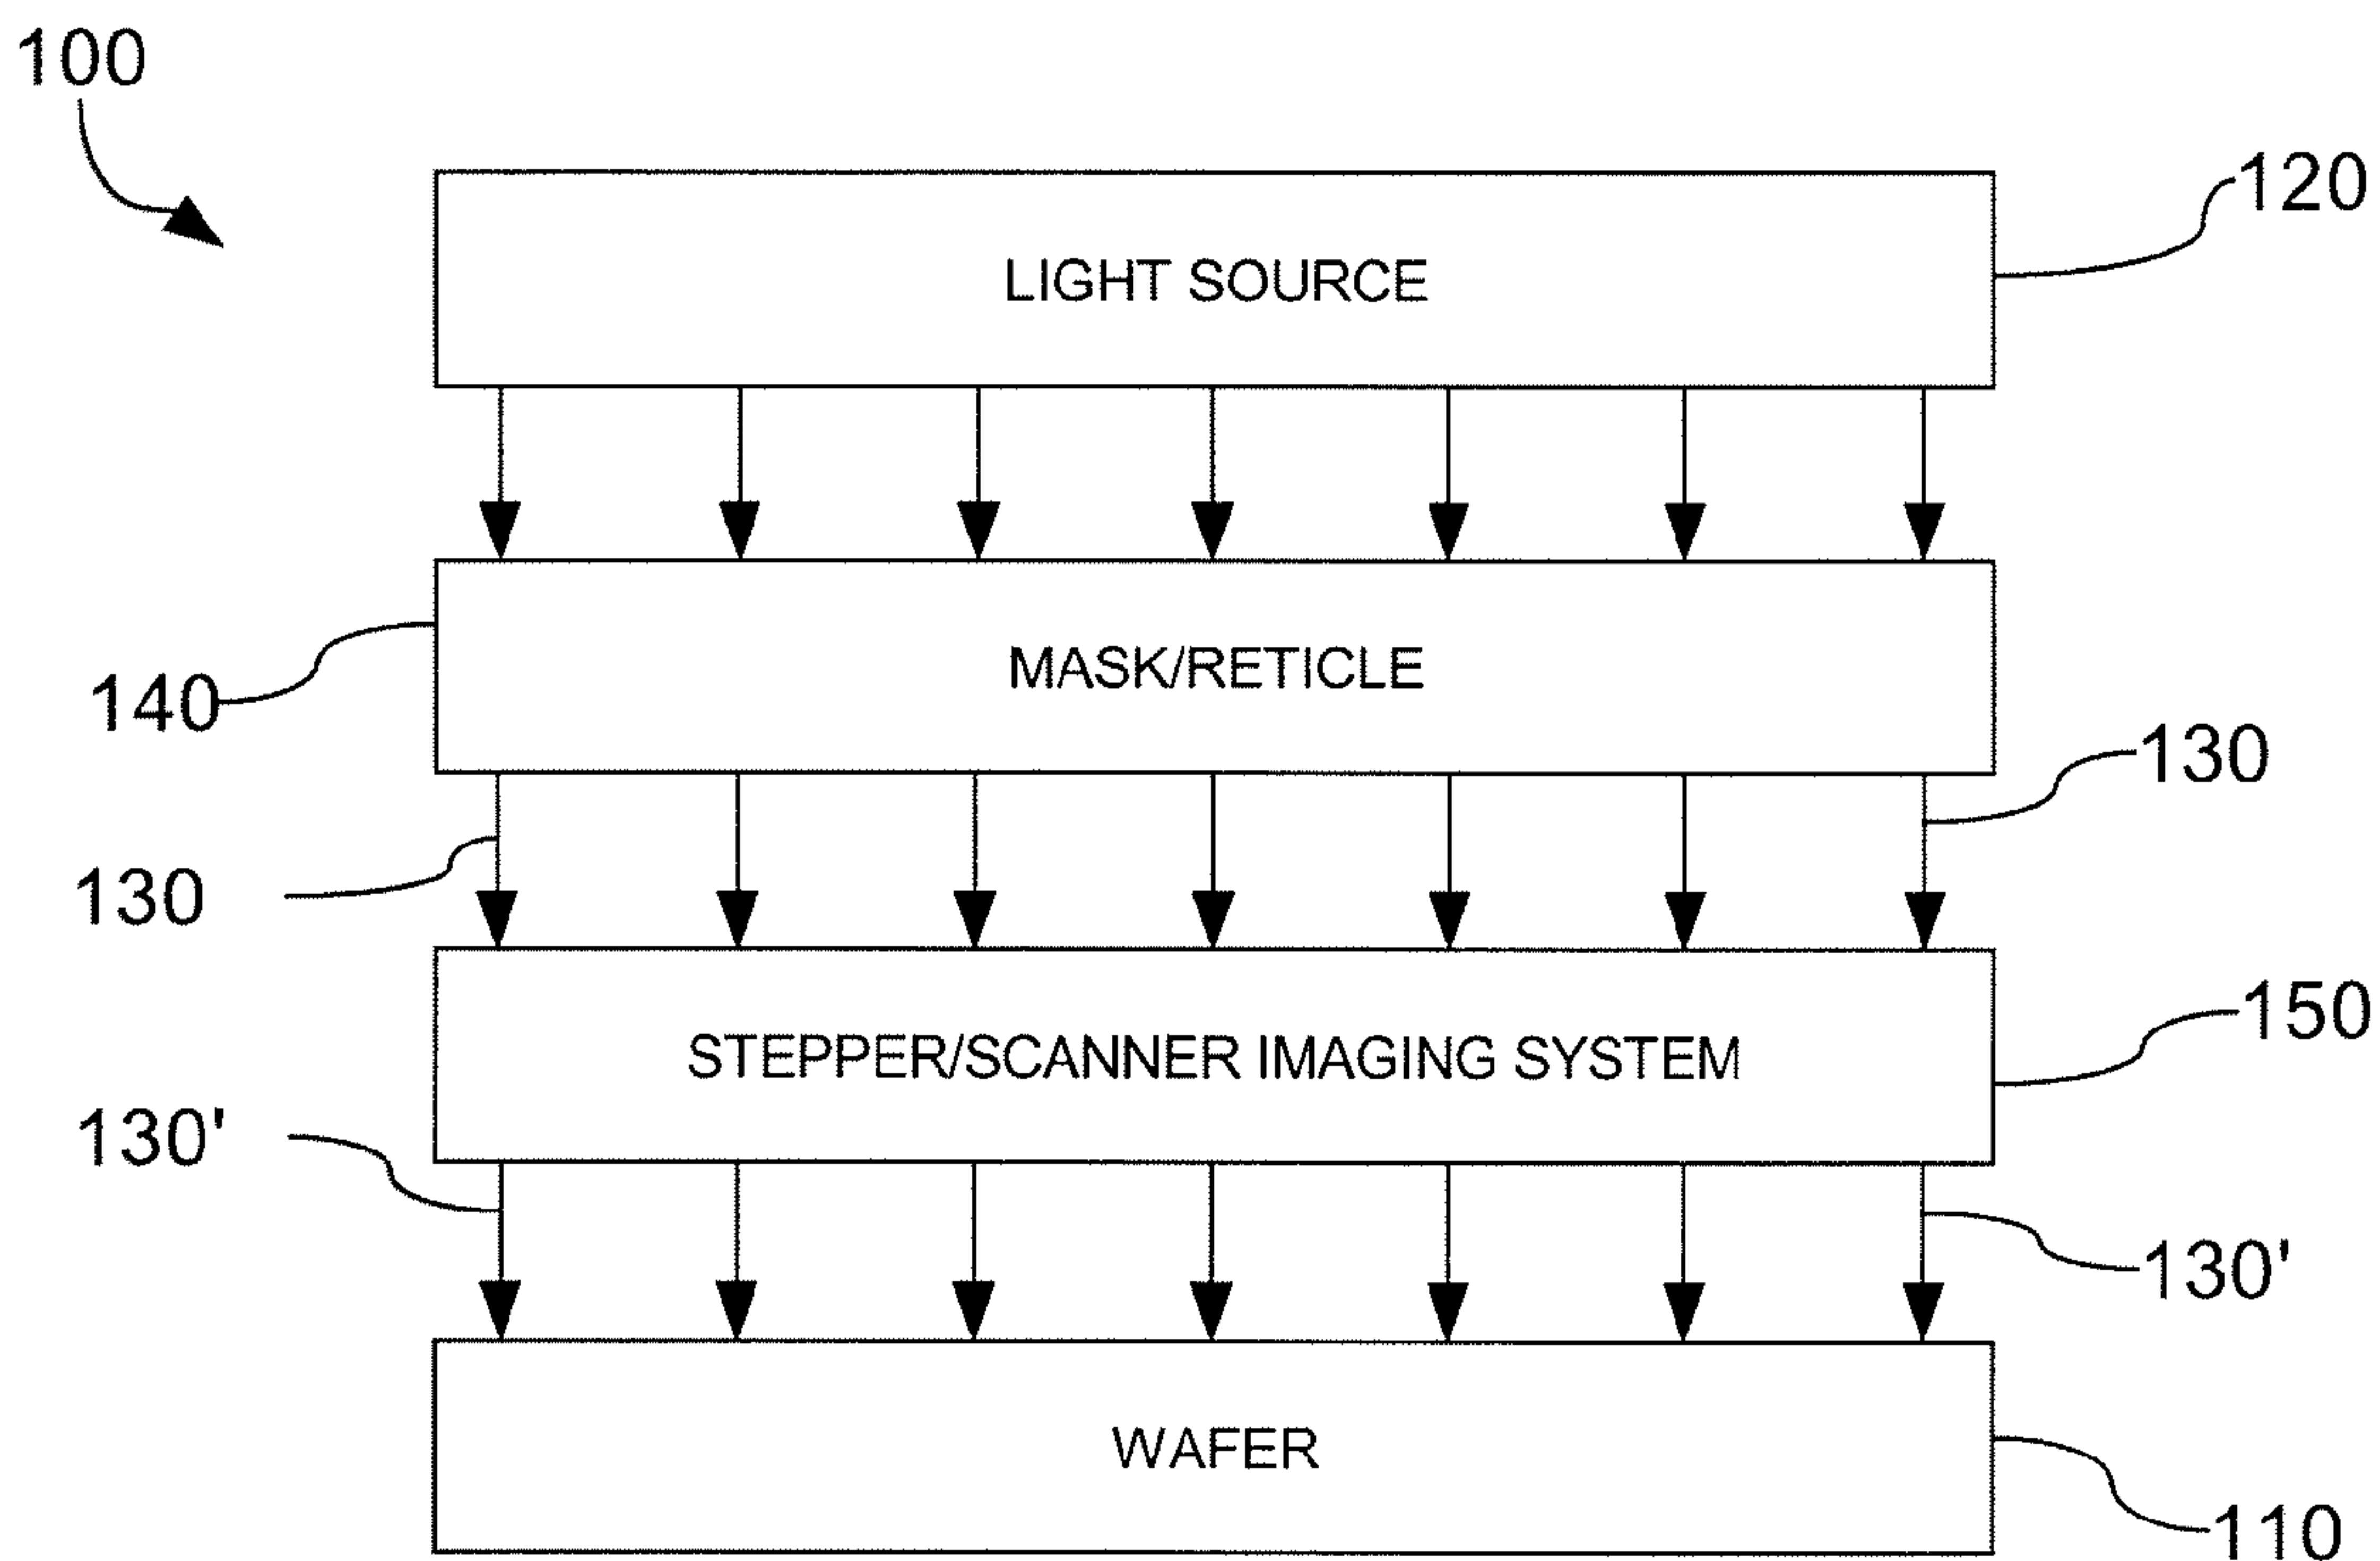 100
120
LIGHT SOURCE
140
MASK/RETICLE
130
130
150
STEPPER/SCANNER IMAGING SYSTEM
130'
130'
WAFER
110